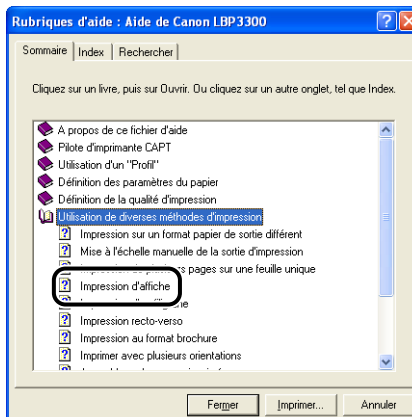 Rubriques d'aide : Aide de Canon LBP3300
Sommaire Index Rechercher
Cliquez sur un livre, puis sur Ouvrir. Ou cliquez sur un autre onglet, tel que Index.
A propos de ce fichier d'aide
Pilote d'imprimante CAPT
Utilisation d'un "Profil"
Définition des paramètres du papier
Définition de la qualité d'impression
Utilisation de diverses méthodes d'impression
Impression sur un format papier de sortie différent
Mise à l'échelle manuelle de la sortie d'impression
pages sur une feuille unique
Impression d'affiche
Impression recto-verso
Impression au format brochure
Imprimer avec plusieurs orientations
Fermer Imprimer... Annuler